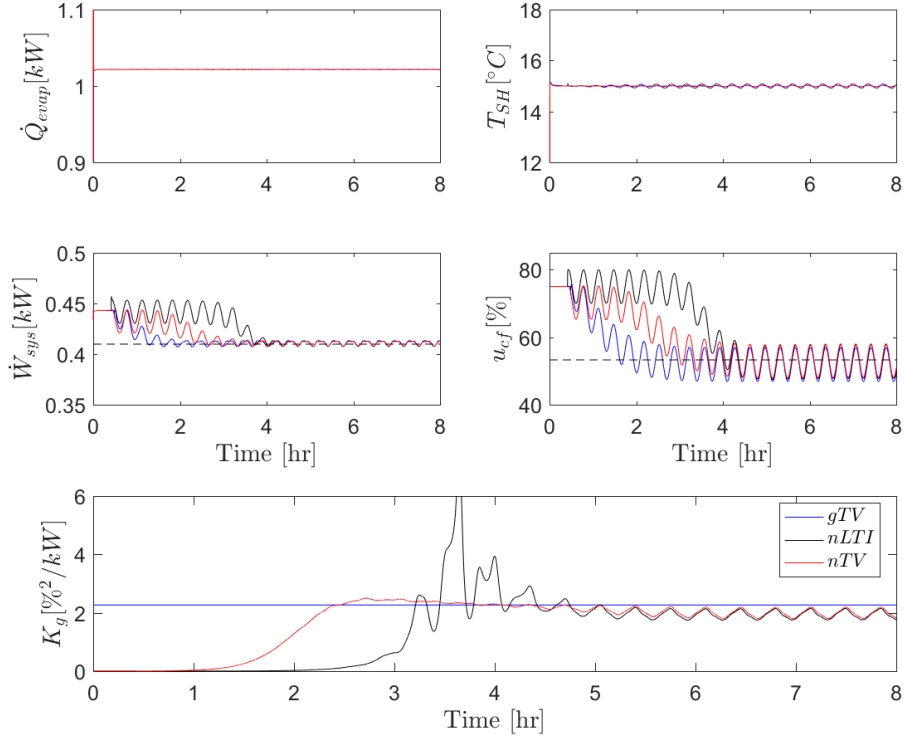 1.1
1
0.9
Q̇evap[kW]
0 2 4 6 8
18
16
14
12
TSH[°C]
0 2 4 6 8
0.5
0.45
0.4
0.35
Ẇsys[kW]
0 2 4 6 8
Time [hr]
80
60
40
ucf[%]
0 2 4 6 8
Time [hr]
6
4
2
0
Kg[%²/kW]
gTV
nLTI
nTV
0 1 2 3 4 5 6 7 8
Time [hr]